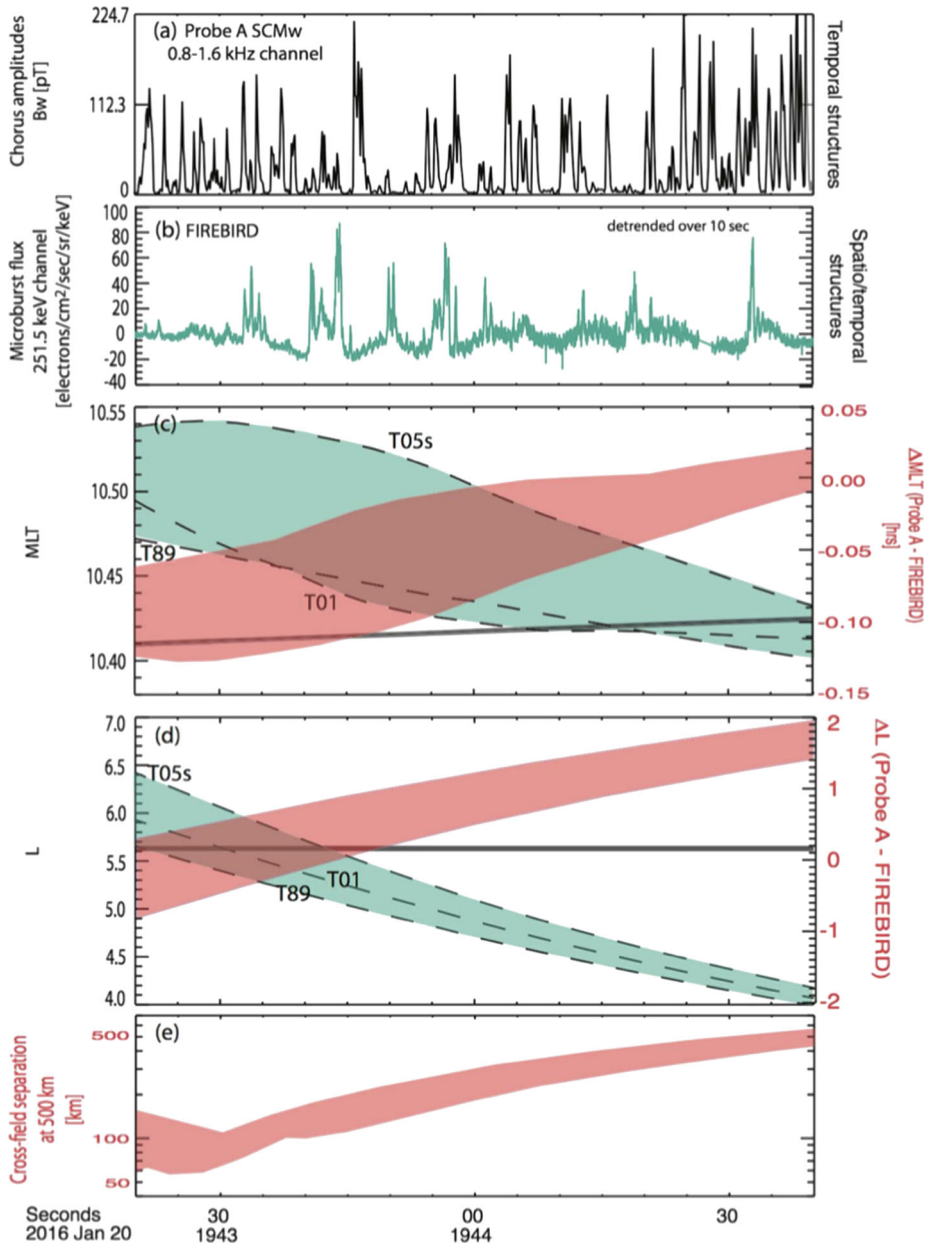 Chorus amplitudes
Bw [pT]
224.7
112.3
0
(a) Probe A SCMw
0.8-1.6 kHz channel
Temporal structures
Microburst flux
251.5 keV channel
[electrons/cm²/sec/sr/keV]
100
80
60
40
20
0
-20
-40
(b) FIREBIRD
detrended over 10 sec
Spatio/temporal
structures
MLT
10.55
10.50
10.45
10.40
(c)
T05s
T89
T01
0.05
0.00
-0.05
-0.10
-0.15
ΔMLT (Probe A - FIREBIRD)
[hrs]
L
7.0
6.5
6.0
5.5
5.0
4.5
4.0
(d)
T05s
T01
T89
2
1
0
-1
-2
ΔL (Probe A - FIREBIRD)
Cross-field separation
at 500 km
[km]
500
100
50
(e)
Seconds
2016 Jan 20
30
1943
00
1944
30